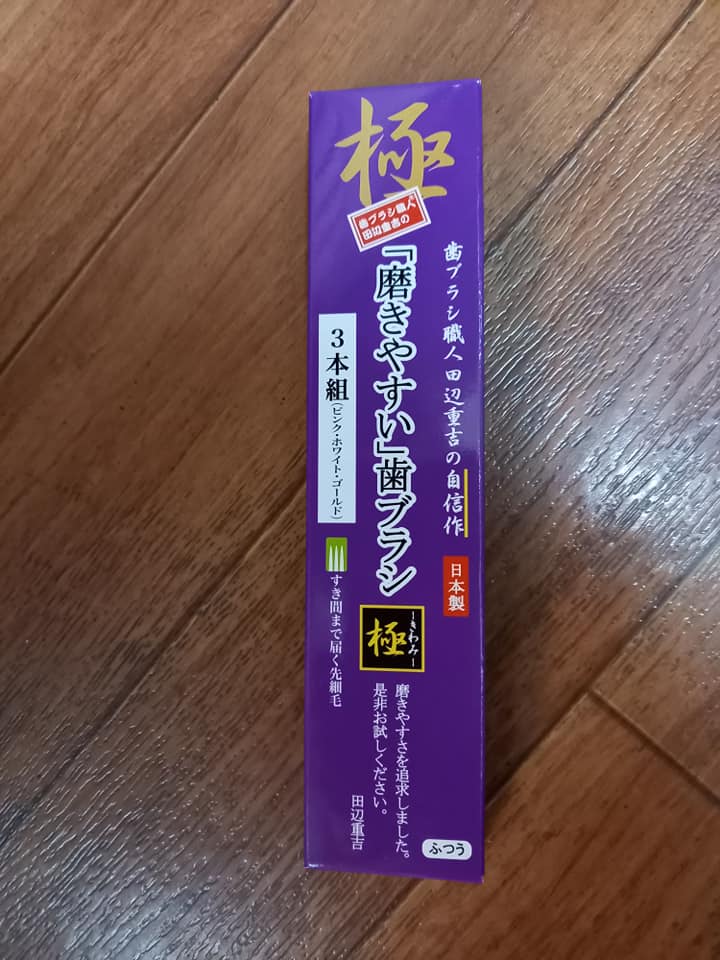 極
歯ブラシ職人
田辺重吉の
歯ブラシ職人 田辺重吉の自信作
「磨きやすい」歯ブラシ
3本組(ピンク・ホワイト・ゴールド)
日本製
極
-きわみ-
すき間まで届く先細毛
磨きやすさを追求しました。
是非お試しください。
田辺重吉
ふつう